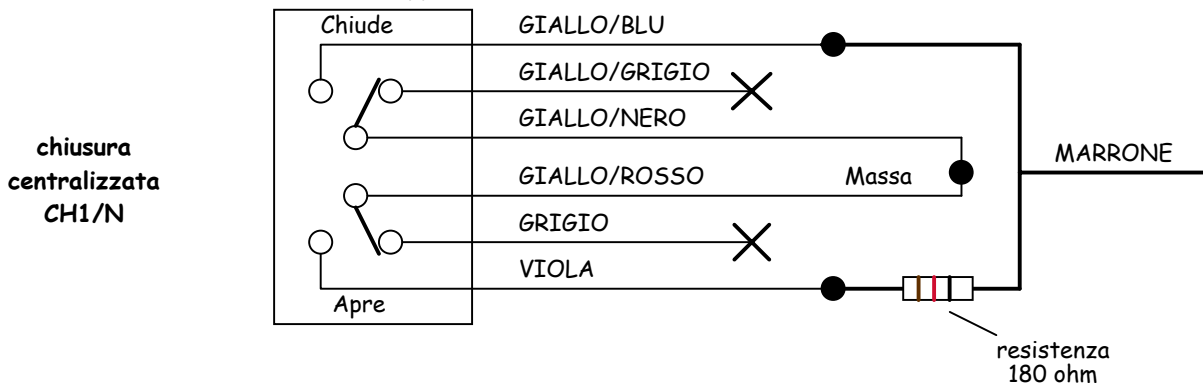 Chiude
GIALLO/BLU
GIALLO/GRIGIO
GIALLO/NERO
chiusura
centralizzata
CH1/N
MARRONE
GIALLO/ROSSO
Massa
GRIGIO
VIOLA
Apre
resistenza
180 ohm